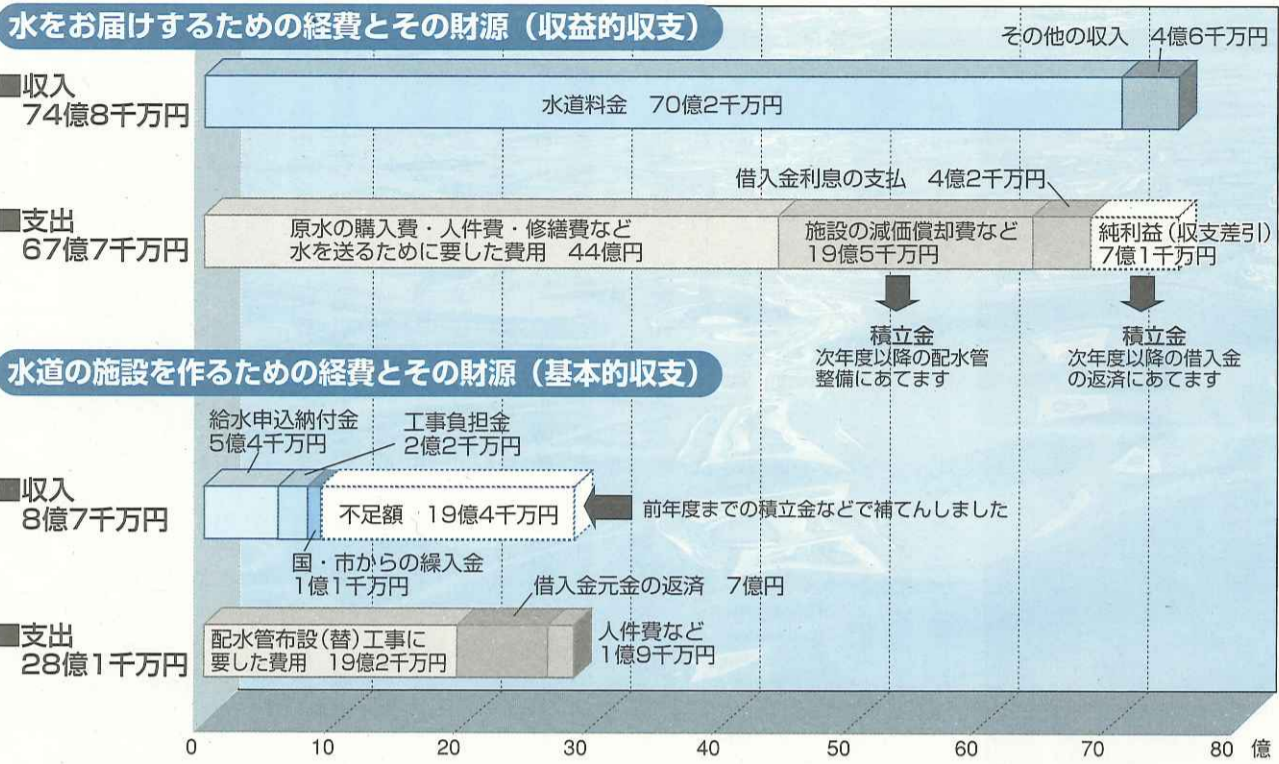 水をお届けするための経費とその財源（収益的収支）
その他の収入 4億6千万円
■収入
74億8千万円
水道料金 70億2千万円
借入金利息の支払 4億2千万円
■支出
67億7千万円
原水の購入費・人件費・修繕費など
水を送るために要した費用 44億円
施設の減価償却費など
19億5千万円
純利益（収支差引）
7億1千万円
積立金
次年度以降の配水管
整備にあてます
積立金
次年度以降の借入金
の返済にあてます
水道の施設を作るための経費とその財源（基本的収支）
給水申込納付金
5億4千万円
工事負担金
2億2千万円
■収入
8億7千万円
不足額 19億4千万円
前年度までの積立金などで補てんしました
国・市からの繰入金
1億1千万円
借入金元金の返済 7億円
■支出
28億1千万円
配水管布設（替）工事に
要した費用 19億2千万円
人件費など
1億9千万円
0 10 20 30 40 50 60 70 80 億